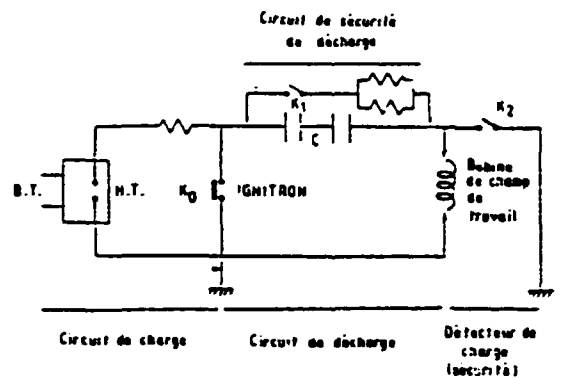 Circuit de sécurité
de décharge
K1
K2
C
B.T.
H.T.
K0
IGNITRON
Bobine
de champ
de
travail
Circuit de charge
Circuit de décharge
Détecteur de
charge
(sécurité)